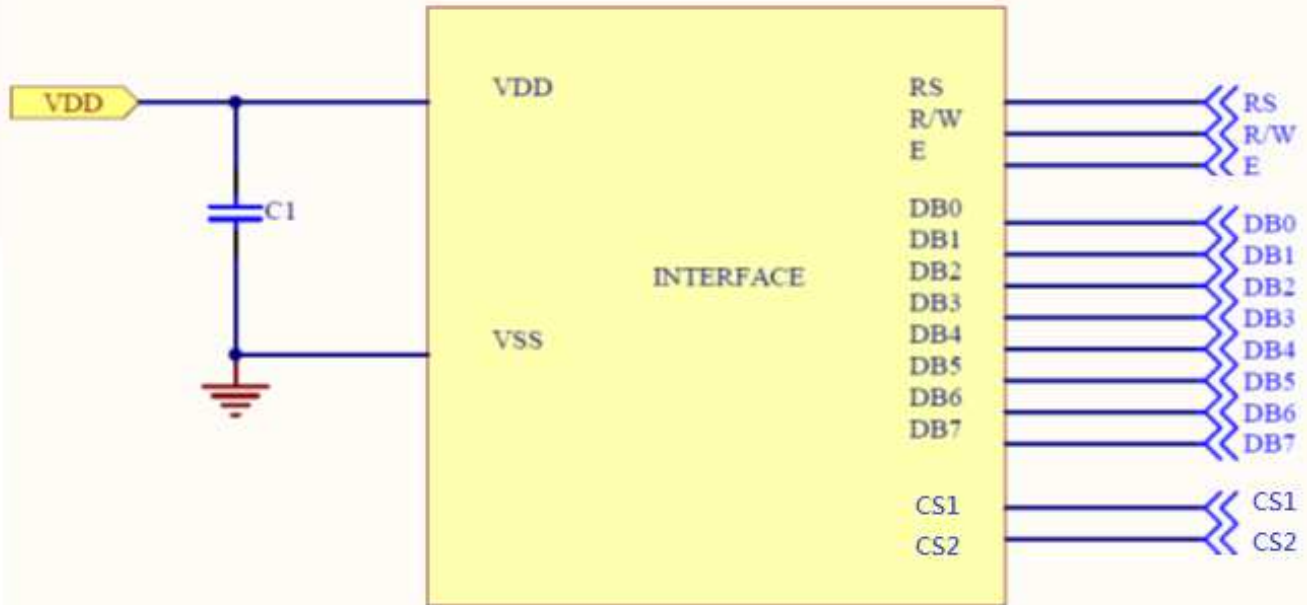 VDD
C1
VDD
VSS
INTERFACE
RS
R/W
E
DB0
DB1
DB2
DB3
DB4
DB5
DB6
DB7
CS1
CS2
RS
R/W
E
DB0
DB1
DB2
DB3
DB4
DB5
DB6
DB7
CS1
CS2